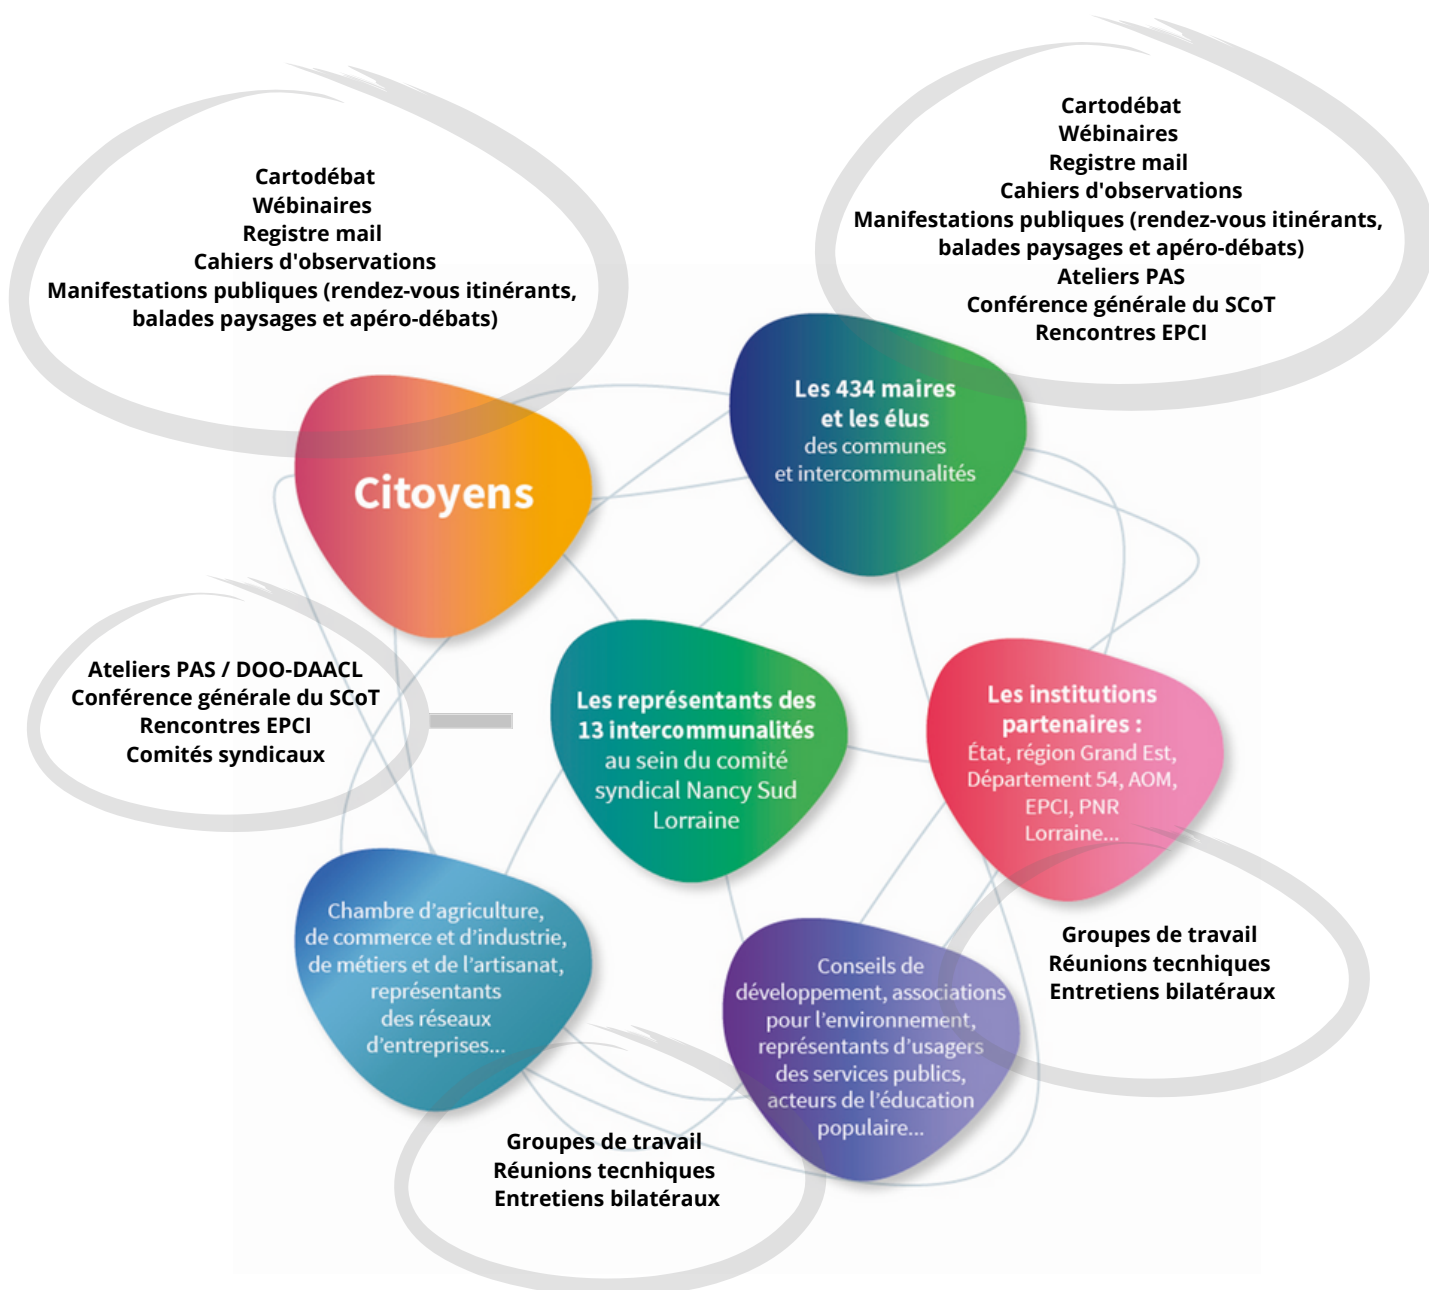 Cartodébat
Wébinaires
Registre mail
Cahiers d'observations
Manifestations publiques (rendez-vous itinérants,
balades paysages et apéro-débats)
Cartodébat
Wébinaires
Registre mail
Cahiers d'observations
Manifestations publiques (rendez-vous itinérants,
balades paysages et apéro-débats)
Ateliers PAS
Conférence générale du SCoT
Rencontres EPCI
Citoyens
Les 434 maires
et les élus
des communes
et intercommunalités
Ateliers PAS / DOO-DAACL
Conférence générale du SCoT
Rencontres EPCI
Comités syndicaux
Les représentants des
13 intercommunalités
au sein du comité
syndical Nancy Sud
Lorraine
Les institutions
partenaires :
État, région Grand Est,
Département 54, AOM,
EPCI, PNR
Lorraine...
Groupes de travail
Réunions tecnhiques
Entretiens bilatéraux
Chambre d'agriculture,
de commerce et d'industrie,
de métiers et de l'artisanat,
représentants
des réseaux
d'entreprises...
Conseils de
développement, associations
pour l'environnement,
représentants d'usagers
des services publics,
acteurs de l'éducation
populaire...
Groupes de travail
Réunions tecnhiques
Entretiens bilatéraux